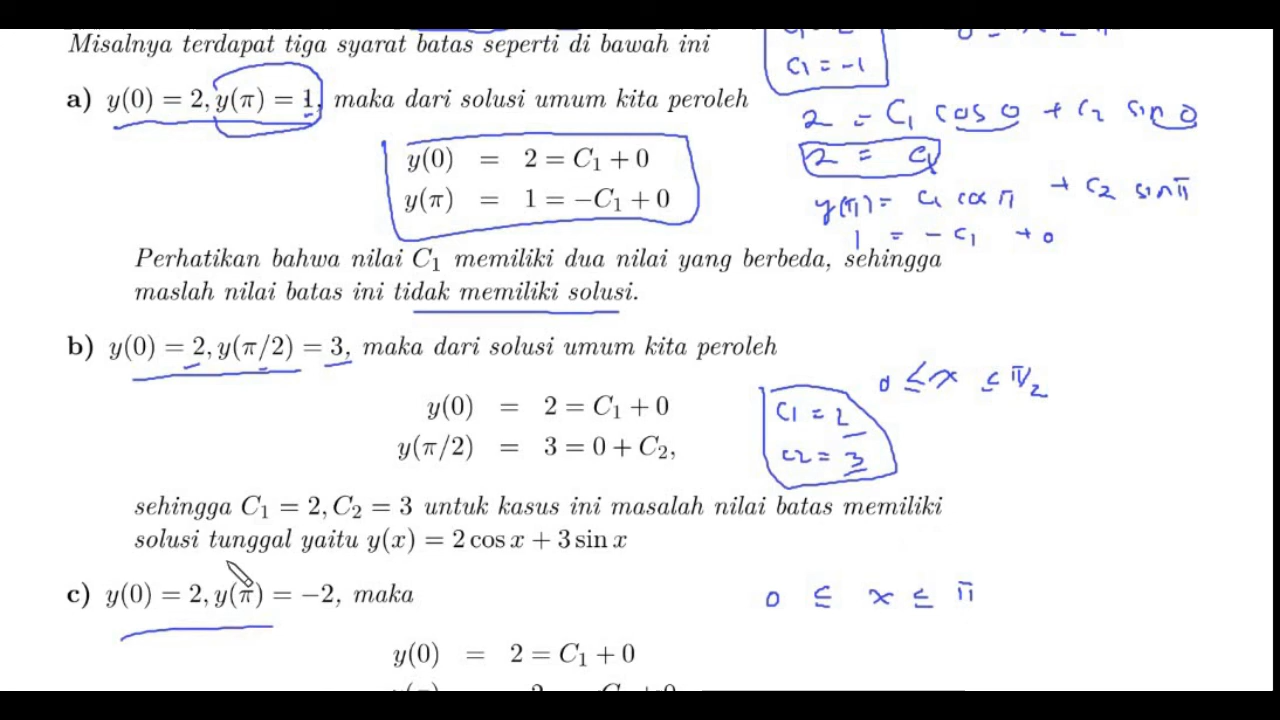 Misalnya terdapat tiga syarat batas seperti di bawah ini
C1 = -1
a) y(0) = 2, y(π) = 1, maka dari solusi umum kita peroleh
2 = C1 cos 0 + C2 sin 0
y(0) = 2 = C₁ + 0
2 = C1
y(π) = 1 = −C₁ + 0
y(π) = C1 cos π + C2 sin π
1 = - C1 + 0
Perhatikan bahwa nilai C₁ memiliki dua nilai yang berbeda, sehingga
maslah nilai batas ini tidak memiliki solusi.
b) y(0) = 2, y(π/2) = 3, maka dari solusi umum kita peroleh
0 ≤ x ≤ π/2
y(0) = 2 = C₁ + 0
C1 = 2
y(π/2) = 3 = 0 + C₂,
C2 = 3
sehingga C₁ = 2, C₂ = 3 untuk kasus ini masalah nilai batas memiliki
solusi tunggal yaitu y(x) = 2 cos x + 3 sin x
c) y(0) = 2, y(π) = −2, maka
0 ≤ x ≤ π
y(0) = 2 = C₁ + 0